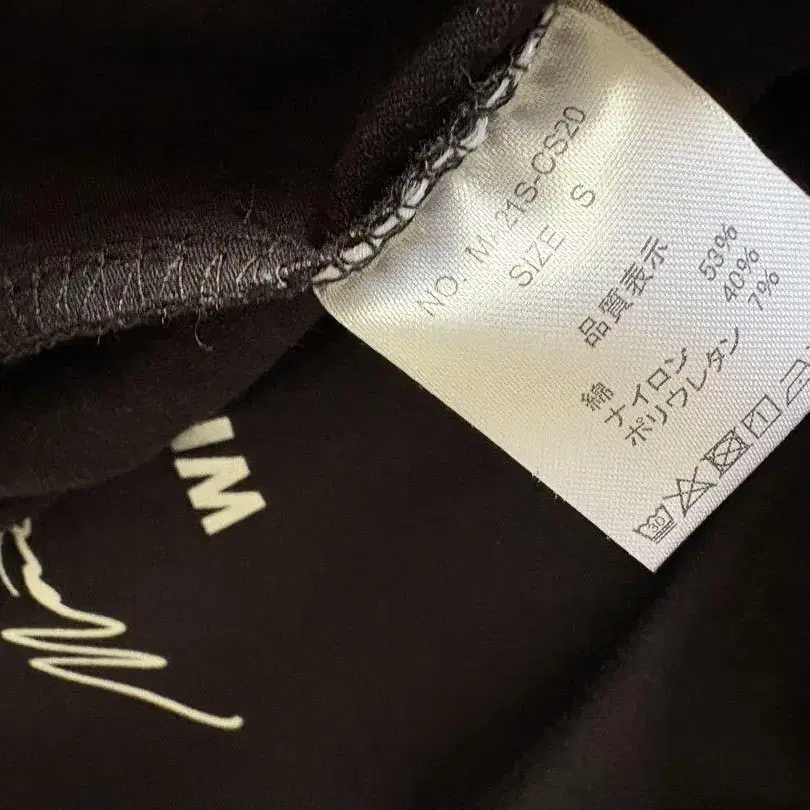 NO. M-21S-CS20
SIZE S
品質表示
綿 53%
ナイロン 40%
ポリウレタン 7%
30